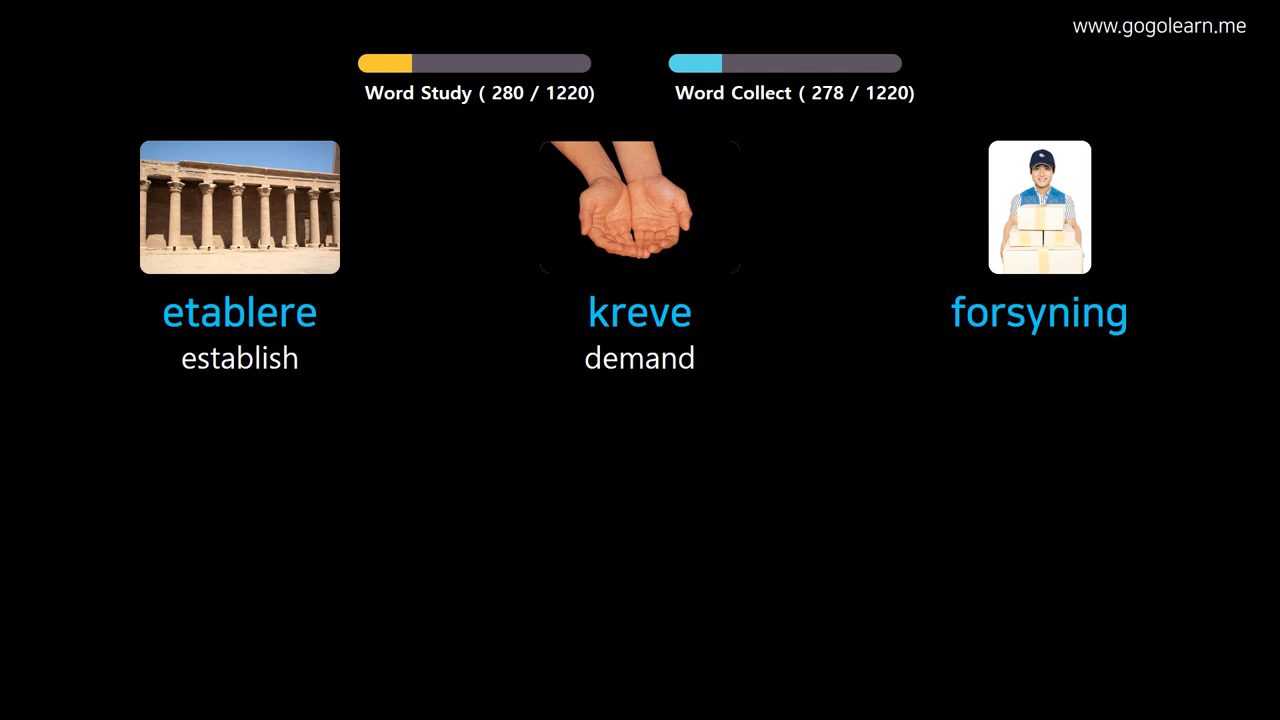 www.gogolearn.me
Word Study ( 280 / 1220)
Word Collect ( 278 / 1220)
etablere
establish
kreve
demand
forsyning